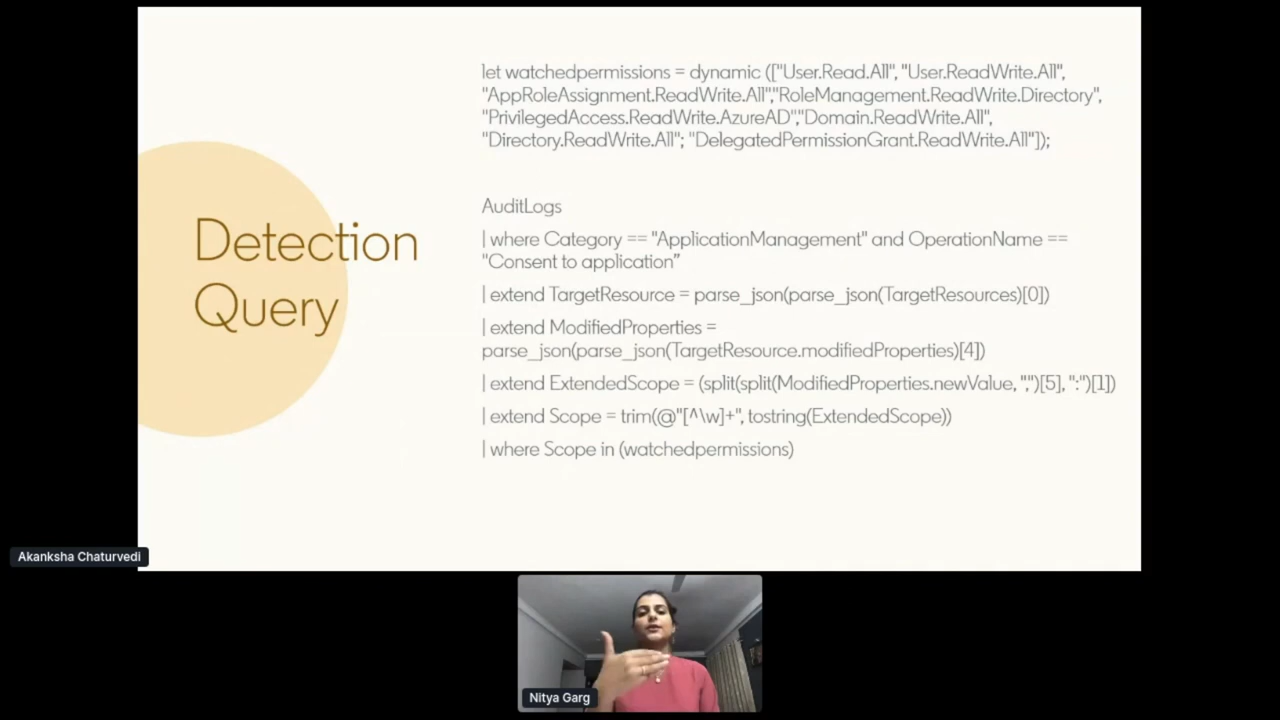 Detection
Query
let watchedpermissions = dynamic (["User.Read.All", "User.ReadWrite.All",
"AppRoleAssignment.ReadWrite.All","RoleManagement.ReadWrite.Directory",
"PrivilegedAccess.ReadWrite.AzureAD","Domain.ReadWrite.All",
"Directory.ReadWrite.All"; "DelegatedPermissionGrant.ReadWrite.All"]);
AuditLogs
| where Category == "ApplicationManagement" and OperationName ==
"Consent to application”
| extend TargetResource = parse_json(parse_json(TargetResources)[0])
| extend ModifiedProperties =
parse_json(parse_json(TargetResource.modifiedProperties)[4])
| extend ExtendedScope = (split(split(ModifiedProperties.newValue, ",")[5], ":")[1])
| extend Scope = trim(@"[^\w]+", tostring(ExtendedScope))
| where Scope in (watchedpermissions)
Akanksha Chaturvedi
Nitya Garg